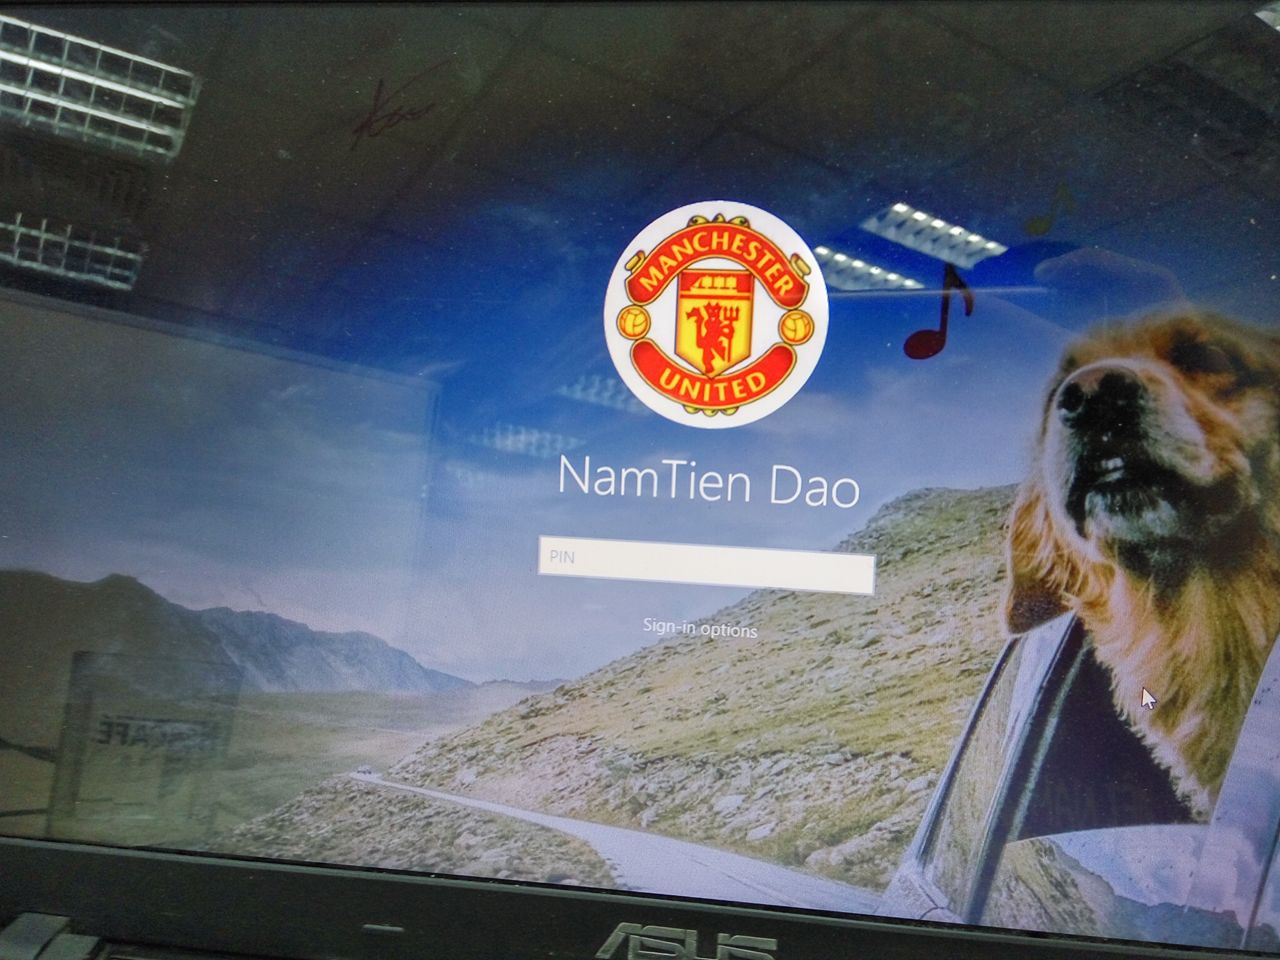 MANCHESTER
UNITED
NamTien Dao
PIN
Sign-in options
ASUS